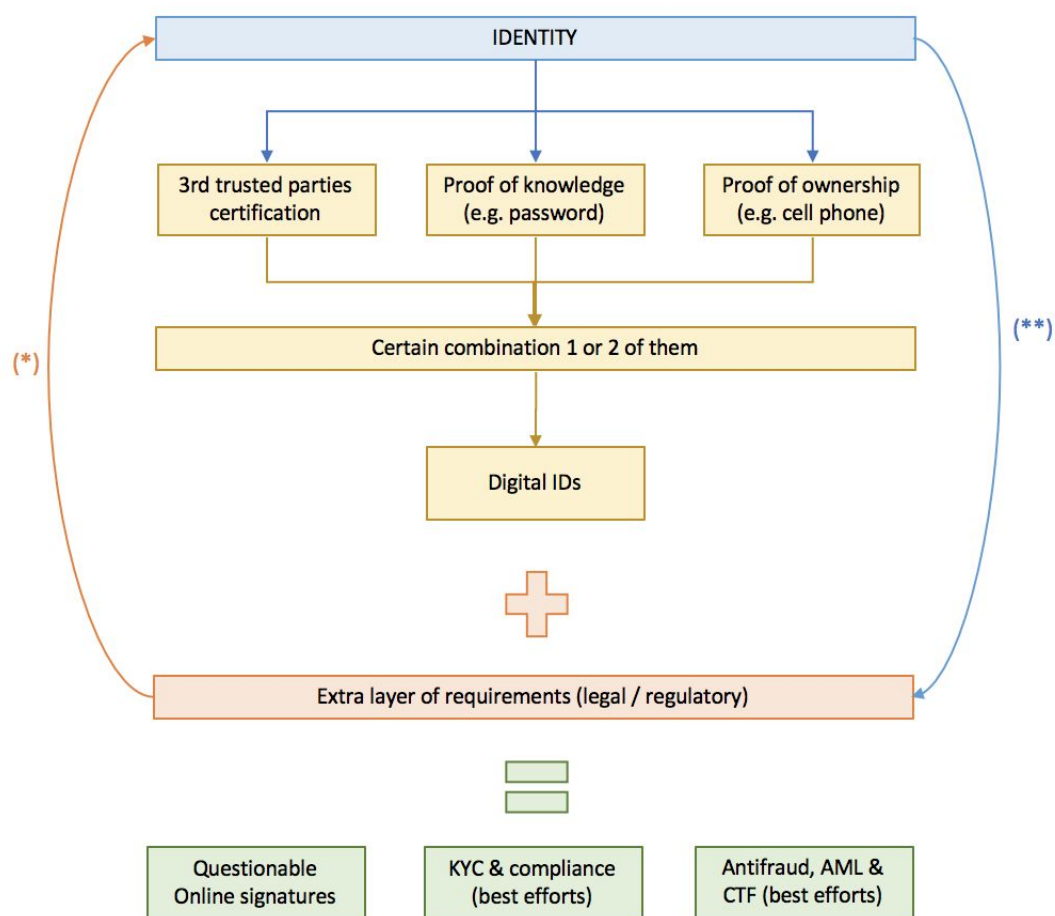 IDENTITY
3rd trusted parties
certification
Proof of knowledge
(e.g. password)
Proof of ownership
(e.g. cell phone)
(*)
(**)
Certain combination 1 or 2 of them
Digital IDs
Extra layer of requirements (legal / regulatory)
Questionable
Online signatures
KYC & compliance
(best efforts)
Antifraud, AML &
CTF (best efforts)